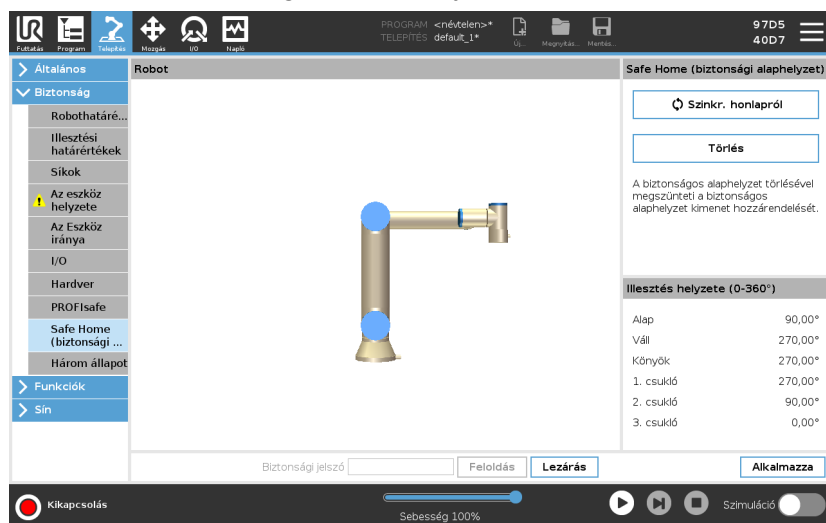 PROGRAM <névtelen>*
TELEPÍTÉS default_1*
UR
Futtatás Program Telepítés Mozgás I/O Napló
Új... Megnyitás... Mentés...
97D5
40D7
Általános
Biztonság
Robothatáré...
Illesztési
határértékek
Síkok
Az eszköz
helyzete
Az Eszköz
iránya
I/O
Hardver
PROFIsafe
Safe Home
(biztonsági ...
Három állapot
Funkciók
Sín
Robot
Safe Home (biztonsági alaphelyzet)
Szinkr. honlapról
Törlés
A biztonságos alaphelyzet törlésével
megszünteti a biztonságos
alaphelyzet kimenet hozzárendelését.
Illesztés helyzete (0-360°)
Alap 90,00°
Váll 270,00°
Könyök 270,00°
1. csukló 270,00°
2. csukló 90,00°
3. csukló 0,00°
Biztonsági jelszó Feloldás Lezárás Alkalmazza
Kikapcsolás
Sebesség 100%
Szimuláció